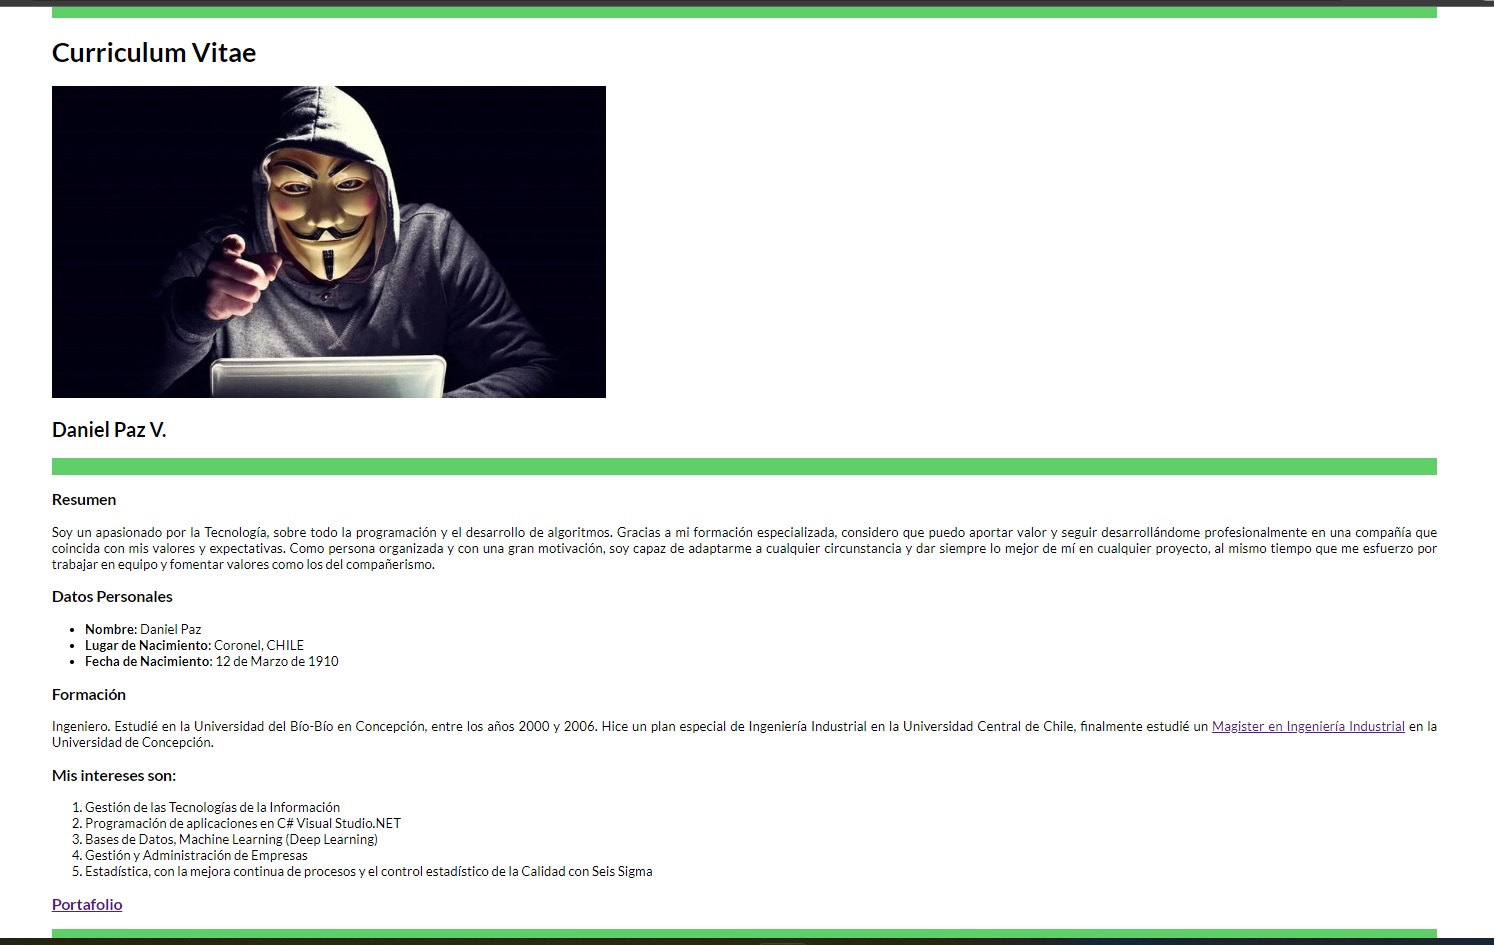 Curriculum Vitae
Daniel Paz V.
Resumen
Soy un apasionado por la Tecnología, sobre todo la programación y el desarrollo de algoritmos. Gracias a mi formación especializada, considero que puedo aportar valor y seguir desarrollándome profesionalmente en una compañía que
coincida con mis valores y expectativas. Como persona organizada y con una gran motivación, soy capaz de adaptarme a cualquier circunstancia y dar siempre lo mejor de mí en cualquier proyecto, al mismo tiempo que me esfuerzo por
trabajar en equipo y fomentar valores como los del compañerismo.
Datos Personales
• Nombre: Daniel Paz
• Lugar de Nacimiento: Coronel, CHILE
• Fecha de Nacimiento: 12 de Marzo de 1910
Formación
Ingeniero. Estudié en la Universidad del Bío-Bío en Concepción, entre los años 2000 y 2006. Hice un plan especial de Ingeniería Industrial en la Universidad Central de Chile, finalmente estudié un Magister en Ingeniería Industrial en la
Universidad de Concepción.
Mis intereses son:
1. Gestión de las Tecnologías de la Información
2. Programación de aplicaciones en C# Visual Studio.NET
3. Bases de Datos, Machine Learning (Deep Learning)
4. Gestión y Administración de Empresas
5. Estadística, con la mejora continua de procesos y el control estadístico de la Calidad con Seis Sigma
Portafolio